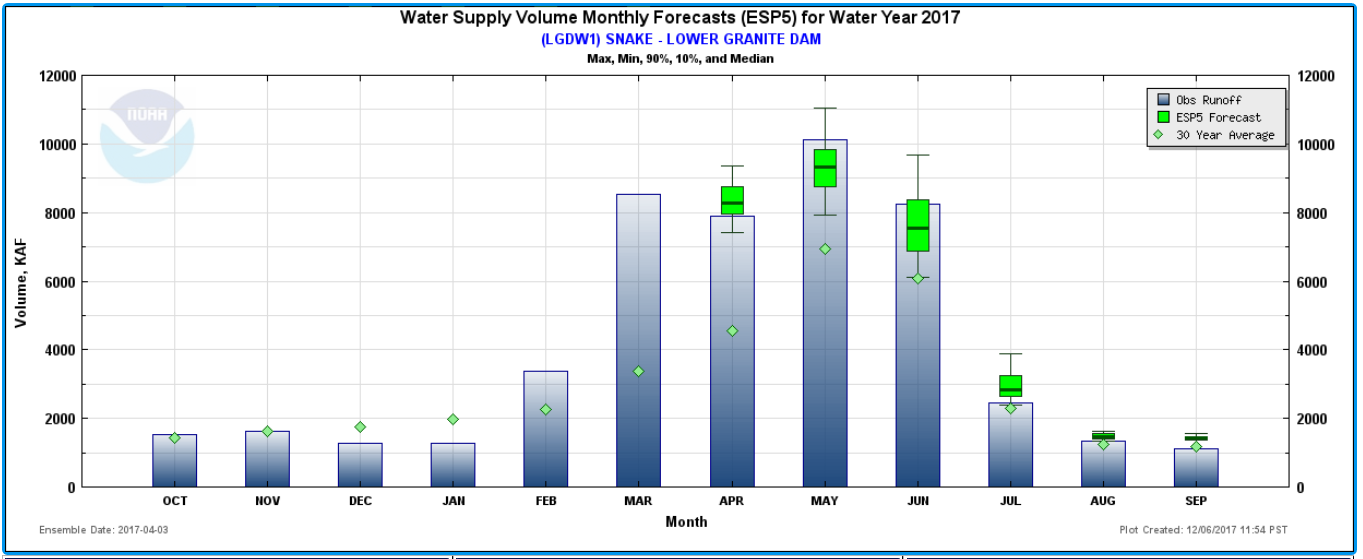 Water Supply Volume Monthly Forecasts (ESP5) for Water Year 2017
(LGDW1) SNAKE - LOWER GRANITE DAM
Max, Min, 90%, 10%, and Median
NOAA
Obs Runoff
ESP5 Forecast
30 Year Average
Volume, KAF
12000
10000
8000
6000
4000
2000
0
12000
10000
8000
6000
4000
2000
0
OCT NOV DEC JAN FEB MAR APR MAY JUN JUL AUG SEP
Month
Ensemble Date: 2017-04-03
Plot Created: 12/06/2017 11:54 PST